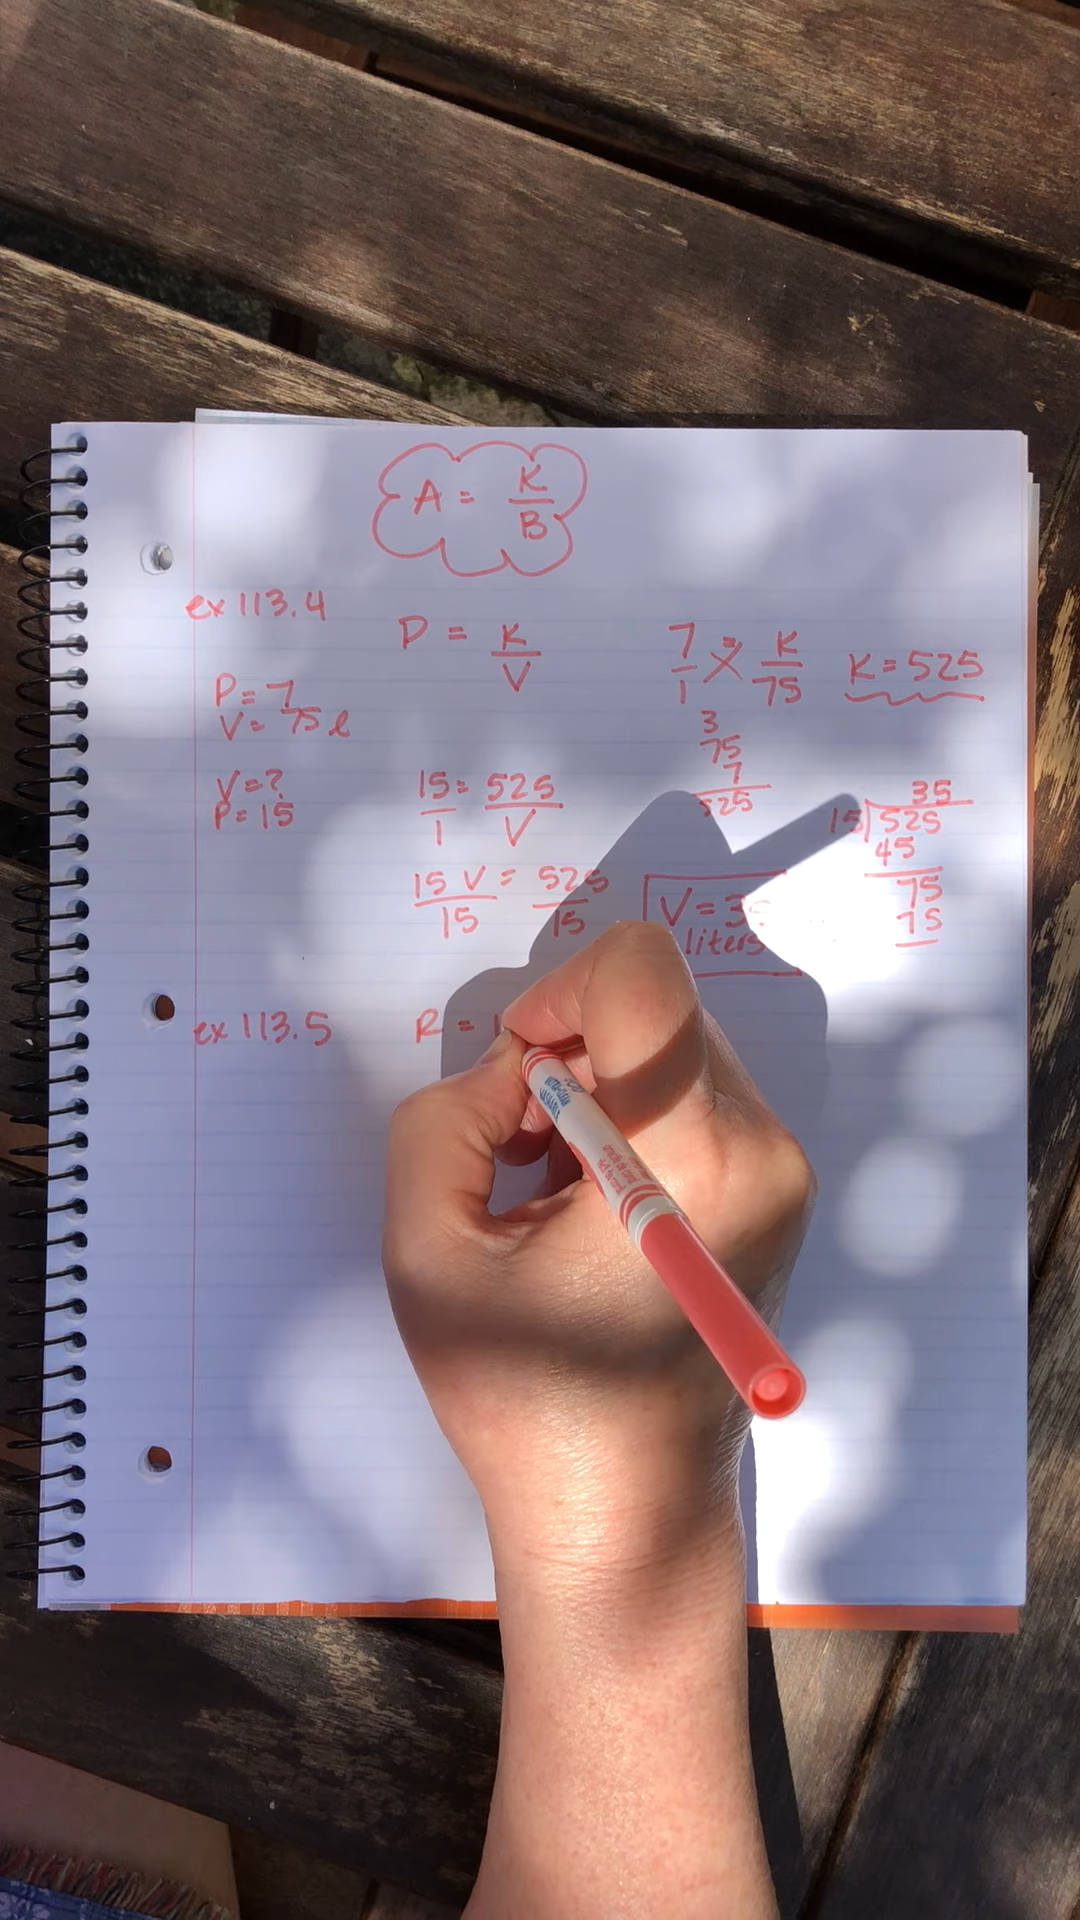 A = K
B
ex 113.4
P = K
V
7 = K
1 75
K = 525
P = 7
V = 75 l
3
75
7
525
V = ?
P = 15
15 = 525
1 V
35
15 525
45
75
75
15 V = 525
15 15
V = 35
liters
ex 113.5
R =